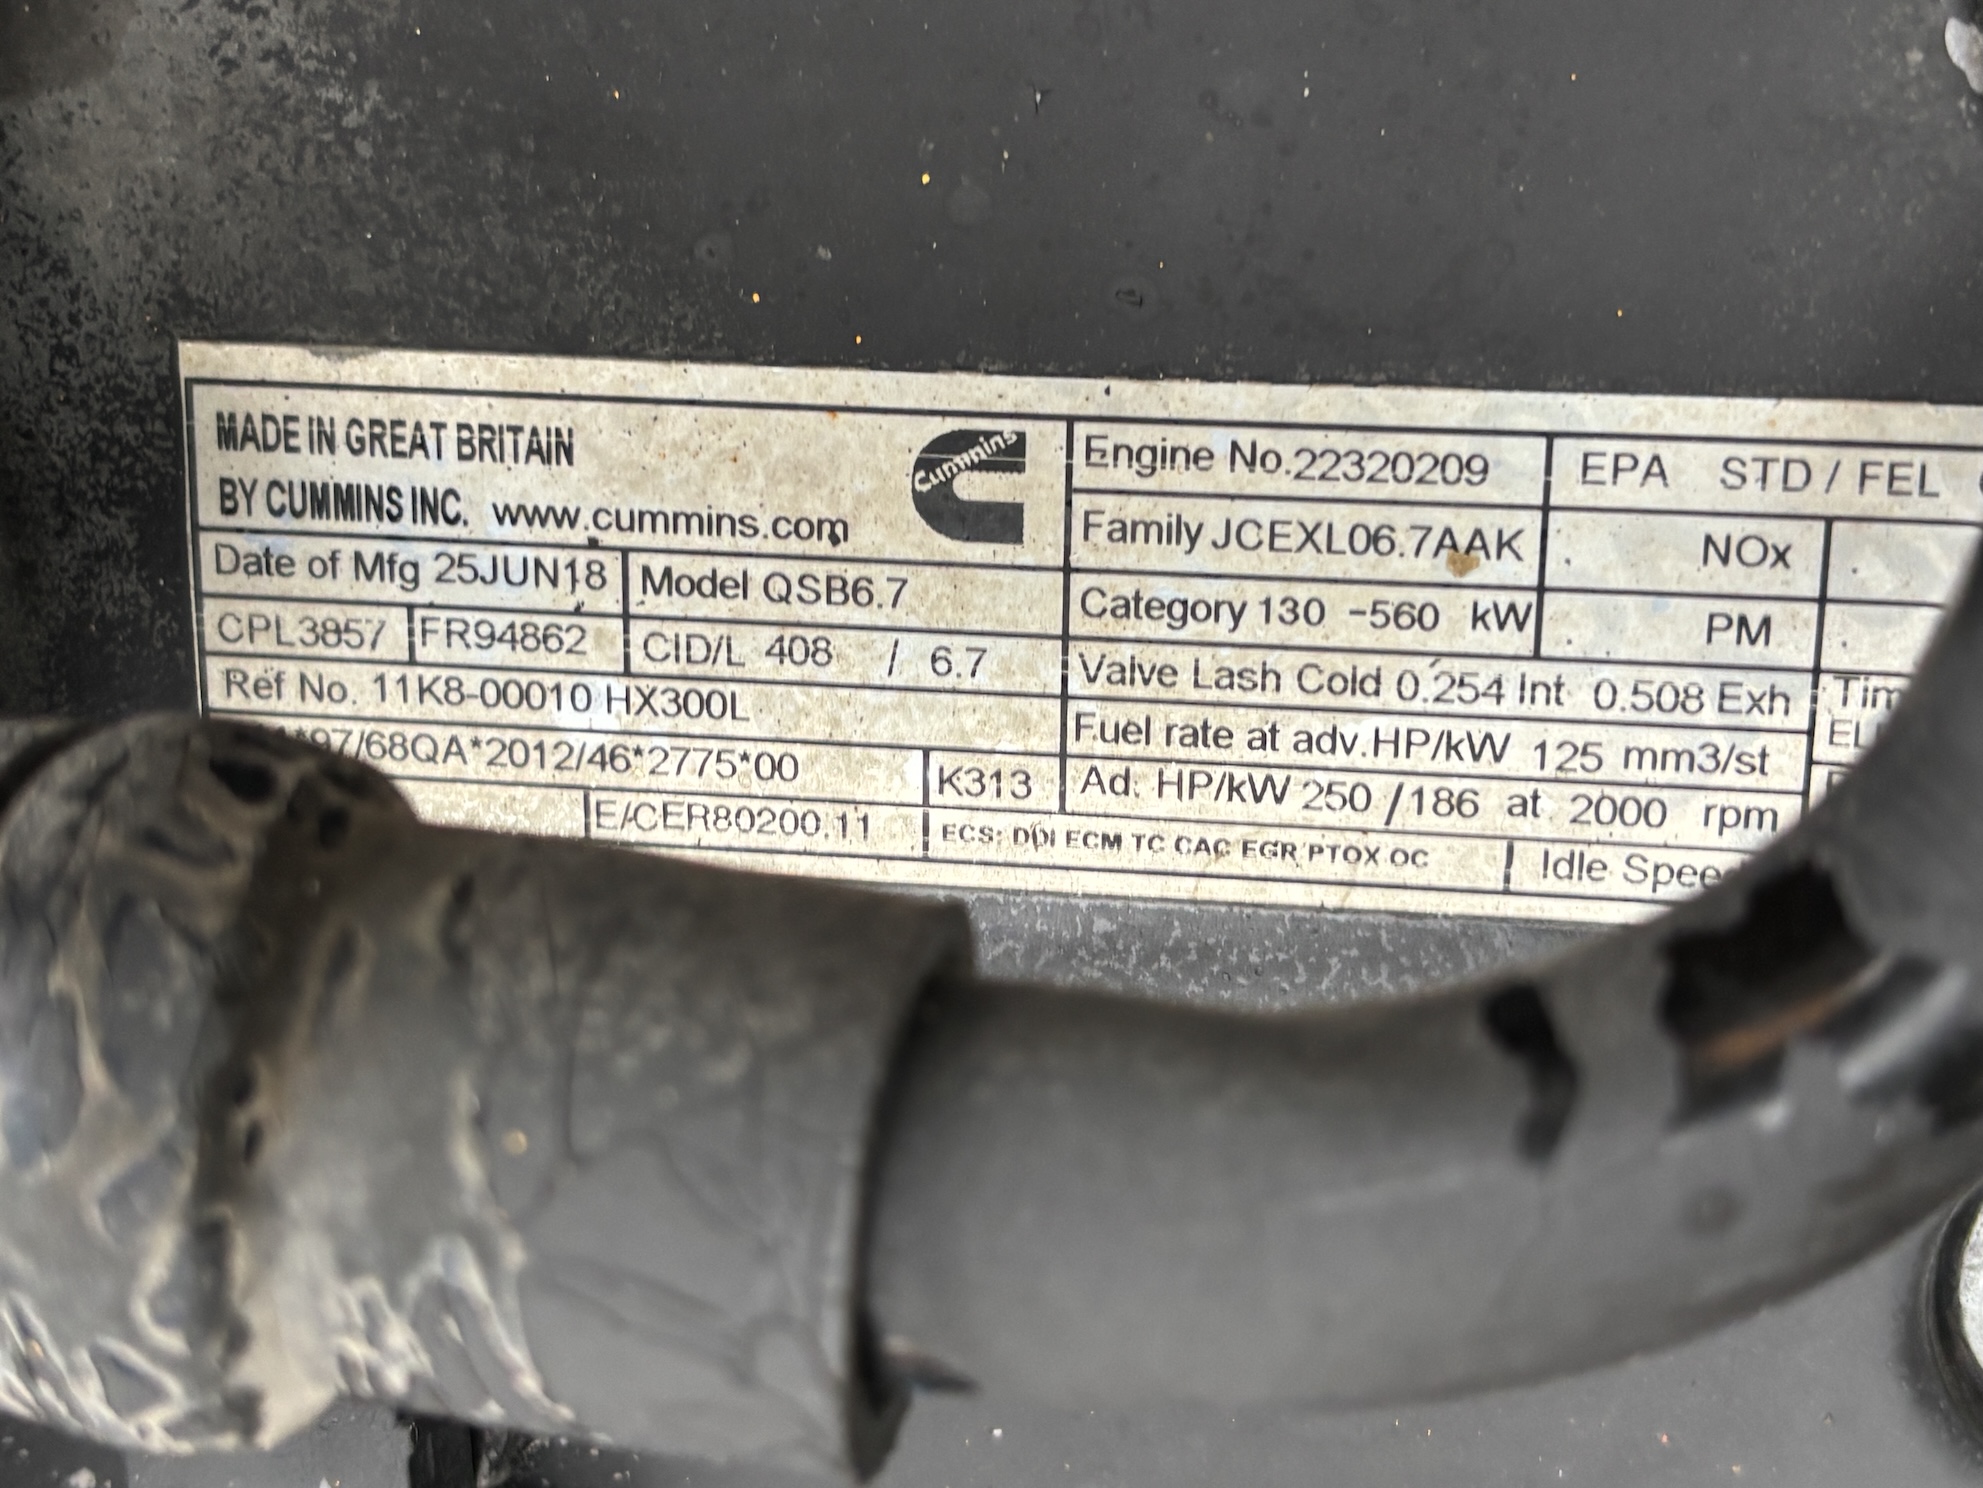 MADE IN GREAT BRITAIN
BY CUMMINS INC. www.cummins.com
Cummins
Date of Mfg 25JUN18 Model QSB6.7
CPL3857 FR94862 CID/L 408 / 6.7
Ref No. 11K8-00010 HX300L
*97/68QA*2012/46*2775*00 K313
E/CER80200.11 ECS: DDI ECM TC CAC EGR PTOX OC
Engine No.22320209
Family JCEXL06.7AAK
Category 130 -560 kW
Valve Lash Cold 0.254 Int 0.508 Exh
Fuel rate at adv.HP/kW 125 mm3/st
Ad. HP/kW 250 /186 at 2000 rpm
Idle Spee
EPA STD / FEL
. NOx .
. PM .
Tim